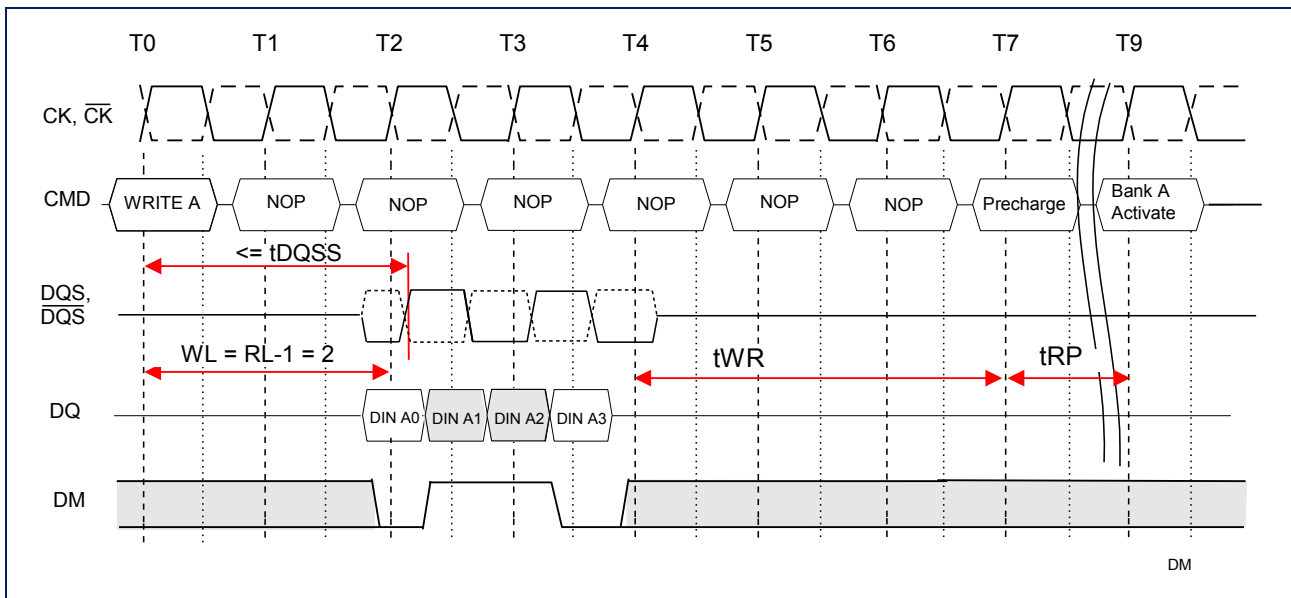 T0 T1 T2 T3 T4 T5 T6 T7 T9
CK, C̅K̅
CMD WRITE A NOP NOP NOP NOP NOP NOP Precharge Bank A
Activate
<= tDQSS
DQS,
D̅Q̅S̅
WL = RL-1 = 2 tWR tRP
DQ DIN A0 DIN A1 DIN A2 DIN A3
DM
DM